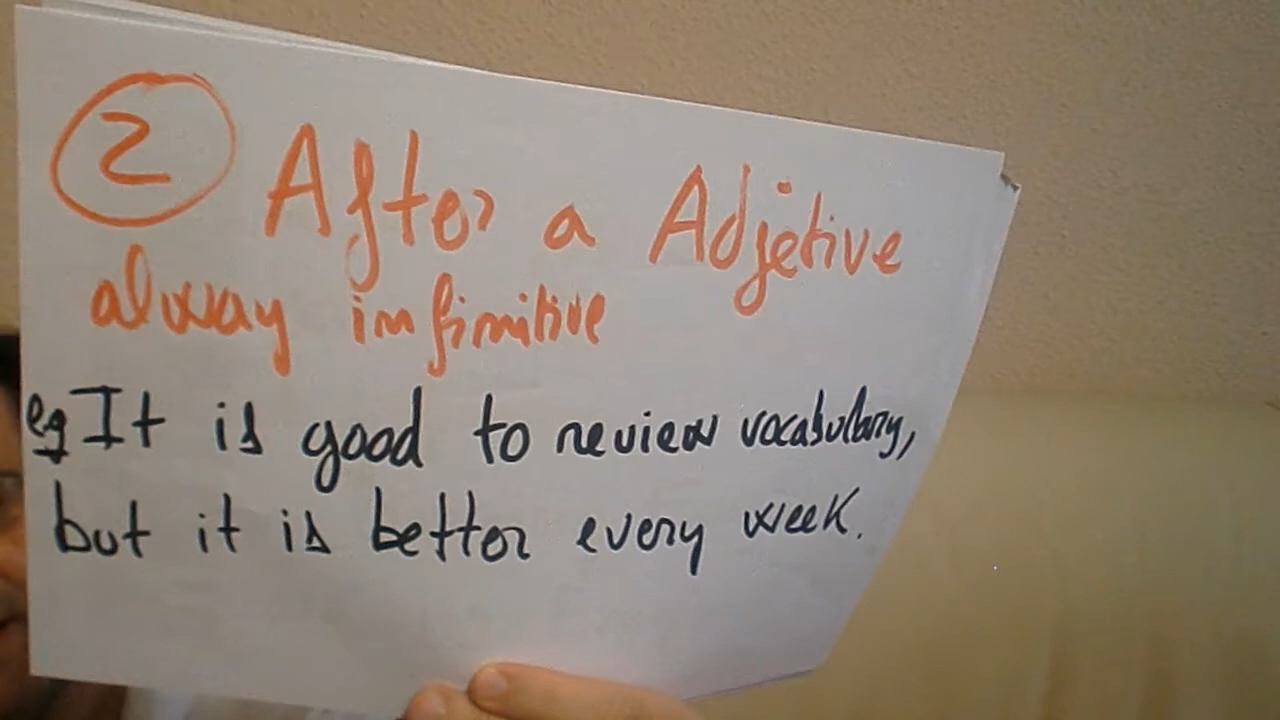 2 After a Adjetive
alway infinitive
eg It is good to review vocabulary,
but it is better every week.